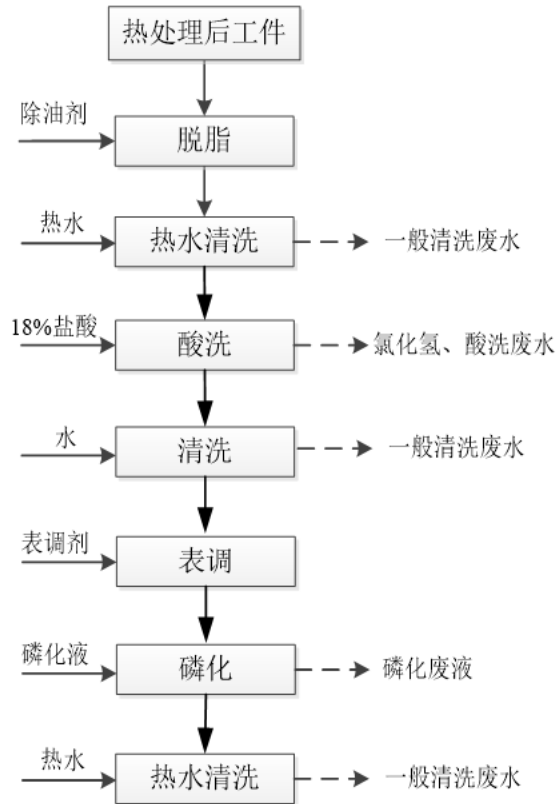 热处理后工件
除油剂
脱脂
热水
热水清洗
一般清洗废水
18%盐酸
酸洗
氯化氢、酸洗废水
水
清洗
一般清洗废水
表调剂
表调
磷化液
磷化
磷化废液
热水
热水清洗
一般清洗废水